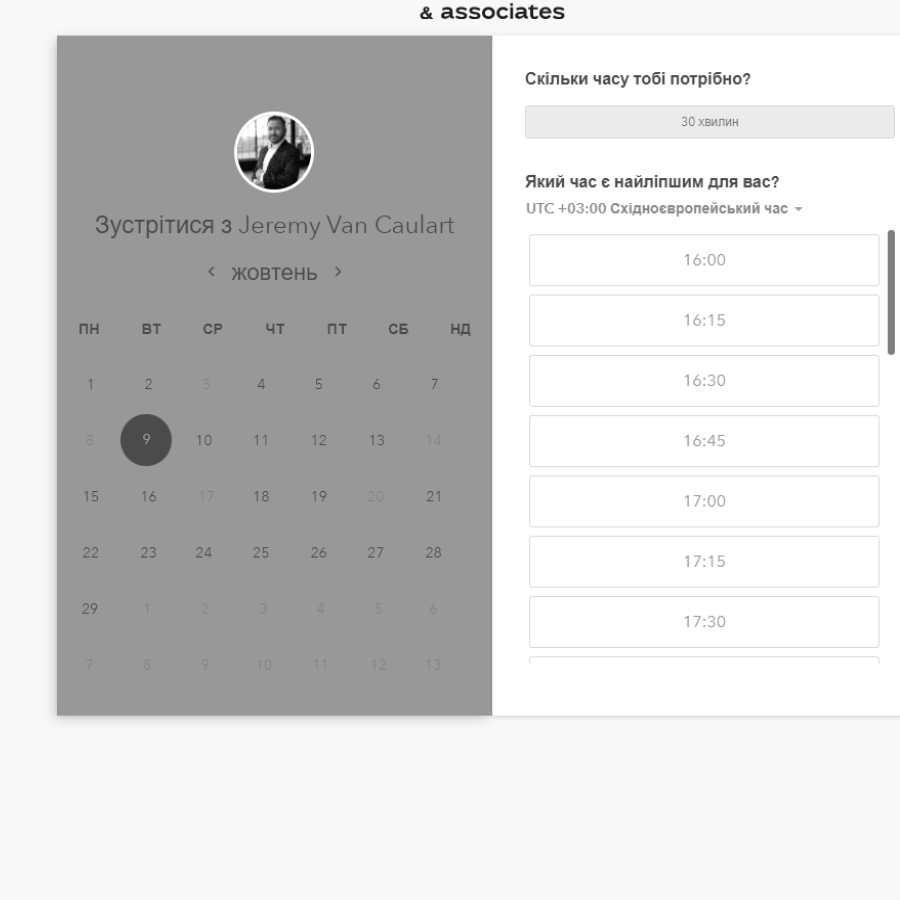 & associates
Зустрітися з Jeremy Van Caulart
жовтень
ПН ВТ СР ЧТ ПТ СБ НД
1 2 3 4 5 6 7
8 9 10 11 12 13 14
15 16 17 18 19 20 21
22 23 24 25 26 27 28
29 1 2 3 4 5 6
7 8 9 10 11 12 13
Скільки часу тобі потрібно?
30 хвилин
Який час є найліпшим для вас?
UTC +03:00 Східноєвропейський час
16:00
16:15
16:30
16:45
17:00
17:15
17:30